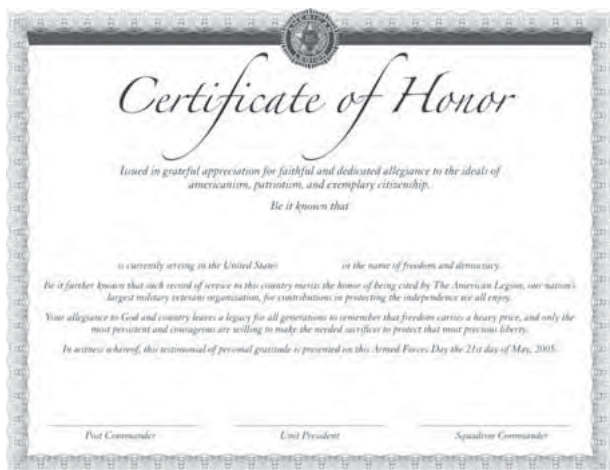 AMERICAN
LEGION
Certificate of Honor
Issued in grateful appreciation for faithful and dedicated allegiance to the ideals of
americanism, patriotism, and exemplary citizenship.
Be it known that
is currently serving in the United States in the name of freedom and democracy.
Be it further known that such record of service to this country merits the honor of being cited by The American Legion, our nation's
largest military veterans organization, for contributions in protecting the independence we all enjoy.
Your allegiance to God and country leaves a legacy for all generations to remember that freedom carries a heavy price, and only the
most persistent and courageous are willing to make the needed sacrifices to protect that most precious liberty.
In witness whereof, this testimonial of personal gratitude is presented on this Armed Forces Day the 21st day of May, 2005.
Post Commander Unit President Squadron Commander